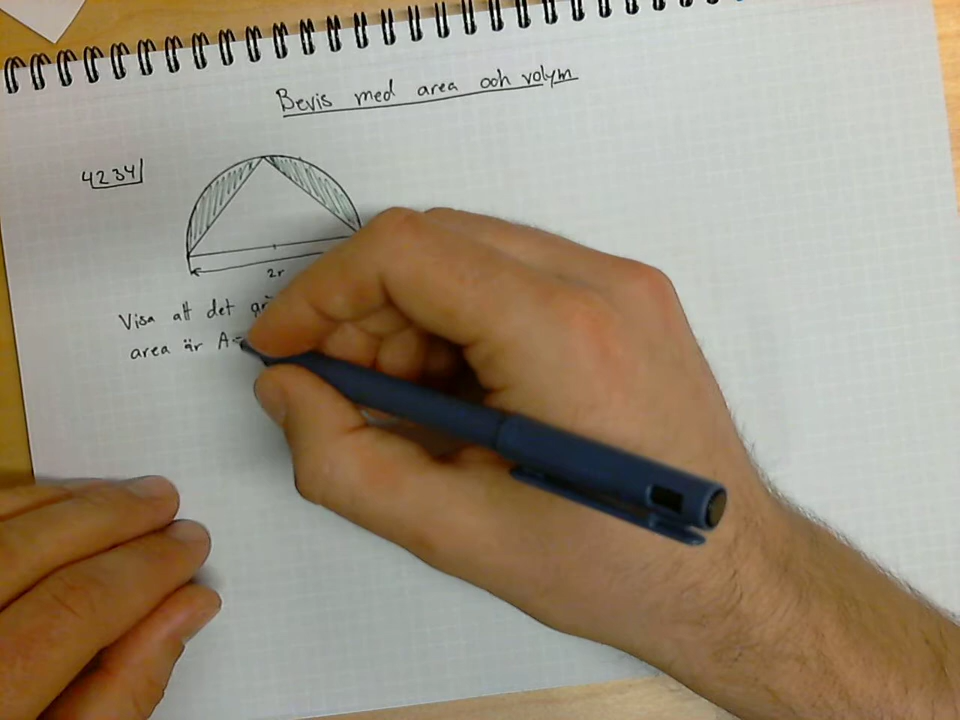 Bevis med area och volym
4234
2r
Visa att det
area är A=